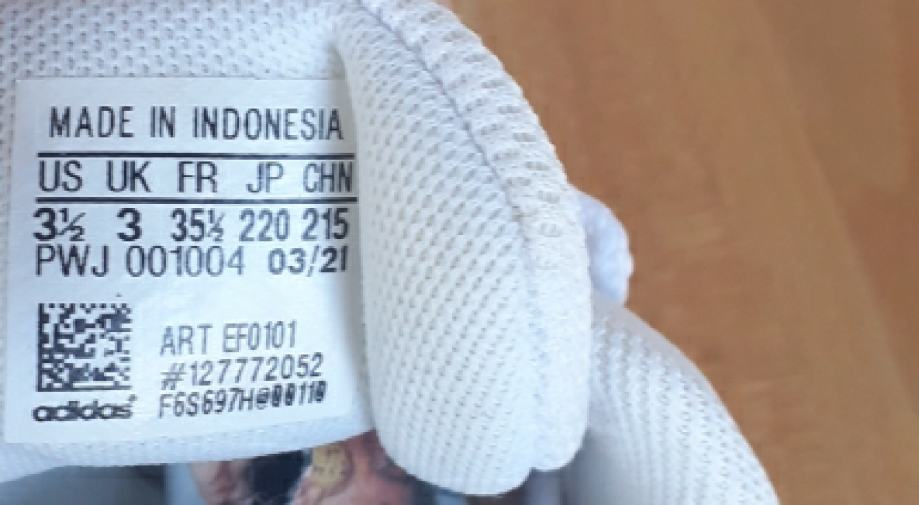 MADE IN INDONESIA
US UK FR JP CHN
3½ 3 35½ 220 215
PWJ 001004 03/21
ART EF0101
#127772052
adidas